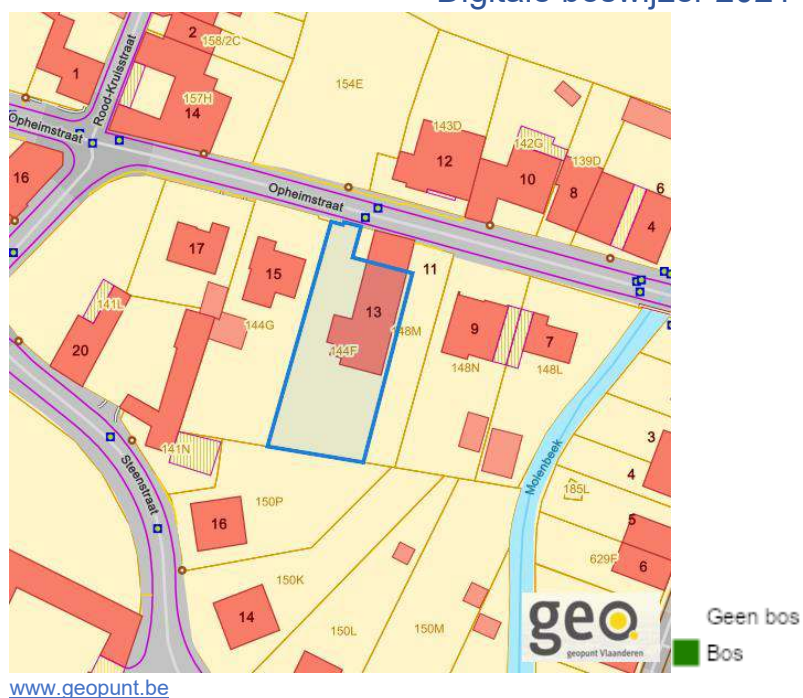 2
158/2C
1
Rood-Kruisstraat
157H
14
154E
Opheimstraat
143D
12
142G
10
139D
8
6
4
16
Opheimstraat
17
15
11
13
141L
144G
148M
9
7
20
144F
148N
148L
141N
Steenstraat
Molenbeek
3
4
185L
150P
16
5
629F
6
150K
14
150L
150M
geo.
geopunt Vlaanderen
Geen bos
Bos
www.geopunt.be